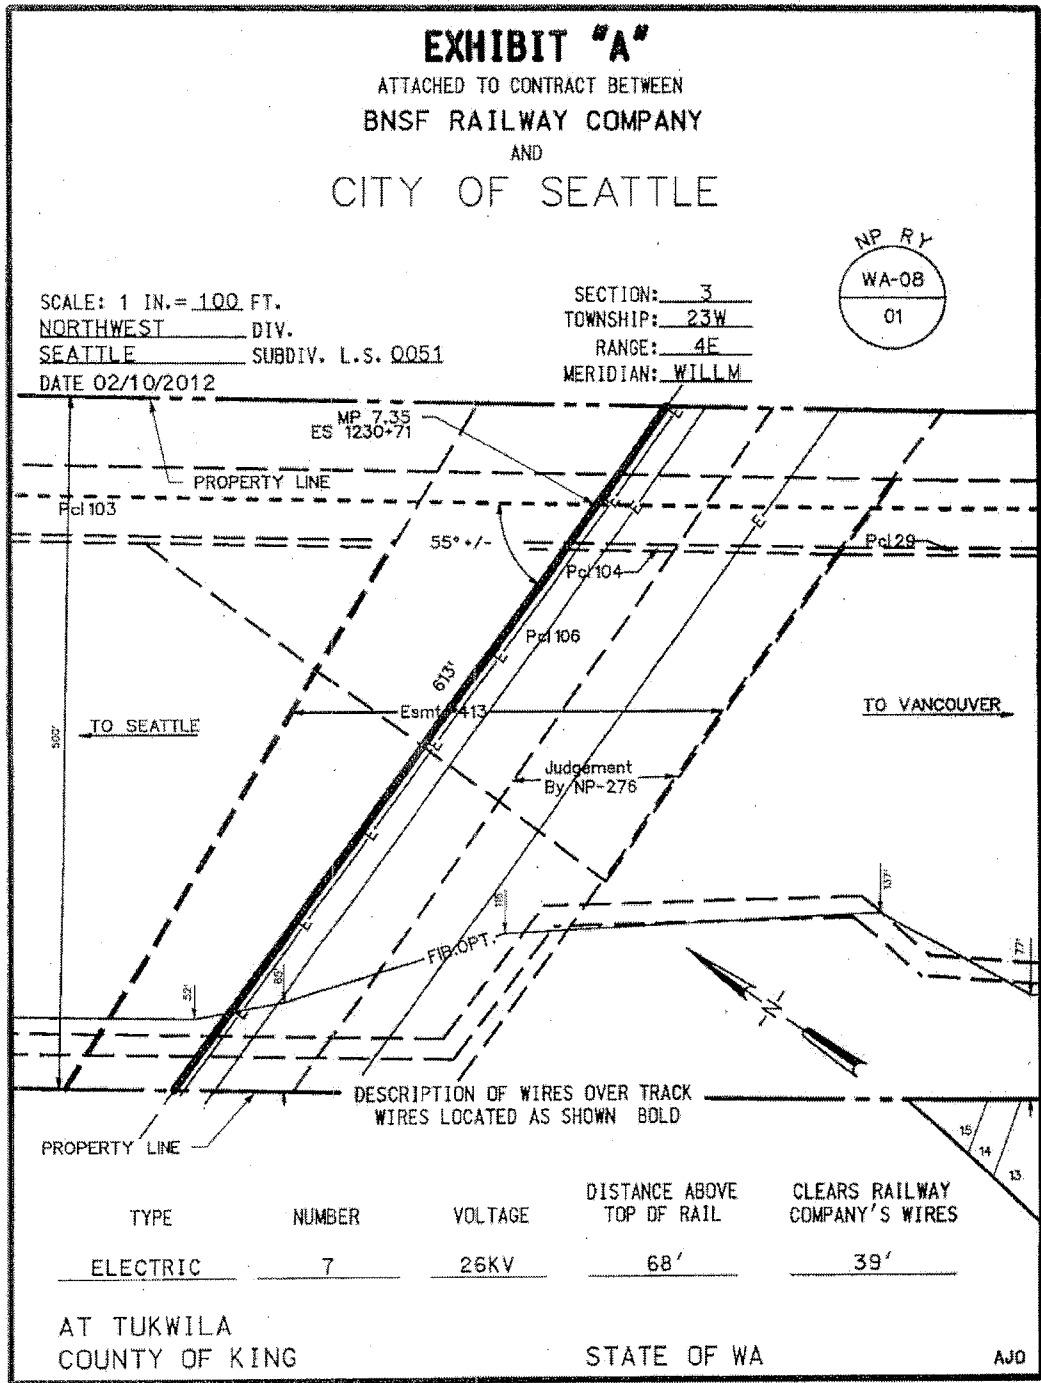 EXHIBIT "A"
ATTACHED TO CONTRACT BETWEEN
BNSF RAILWAY COMPANY
AND
CITY OF SEATTLE
NP RY
WA-08
01
SCALE: 1 IN.= 100 FT.
NORTHWEST DIV.
SEATTLE SUBDIV. L.S. 0051
DATE 02/10/2012
SECTION: 3
TOWNSHIP: 23W
RANGE: 4E
MERIDIAN: WILLM
MP 7.35
ES 1230+71
PROPERTY LINE
Pcl 103
55° +/-
Pcl 29
Pcl 104
Pcl 106
E
E
E
E
E
E
E
613'
Esmt 413
TO SEATTLE
TO VANCOUVER
500'
Judgement
By NP-276
137'
FIB.OPT.
77'
52'
-N-
DESCRIPTION OF WIRES OVER TRACK
WIRES LOCATED AS SHOWN BOLD
PROPERTY LINE
15
14
13
TYPE NUMBER VOLTAGE DISTANCE ABOVE TOP OF RAIL CLEARS RAILWAY COMPANY'S WIRES
ELECTRIC 7 26KV 68' 39'
AT TUKWILA
COUNTY OF KING STATE OF WA AJO